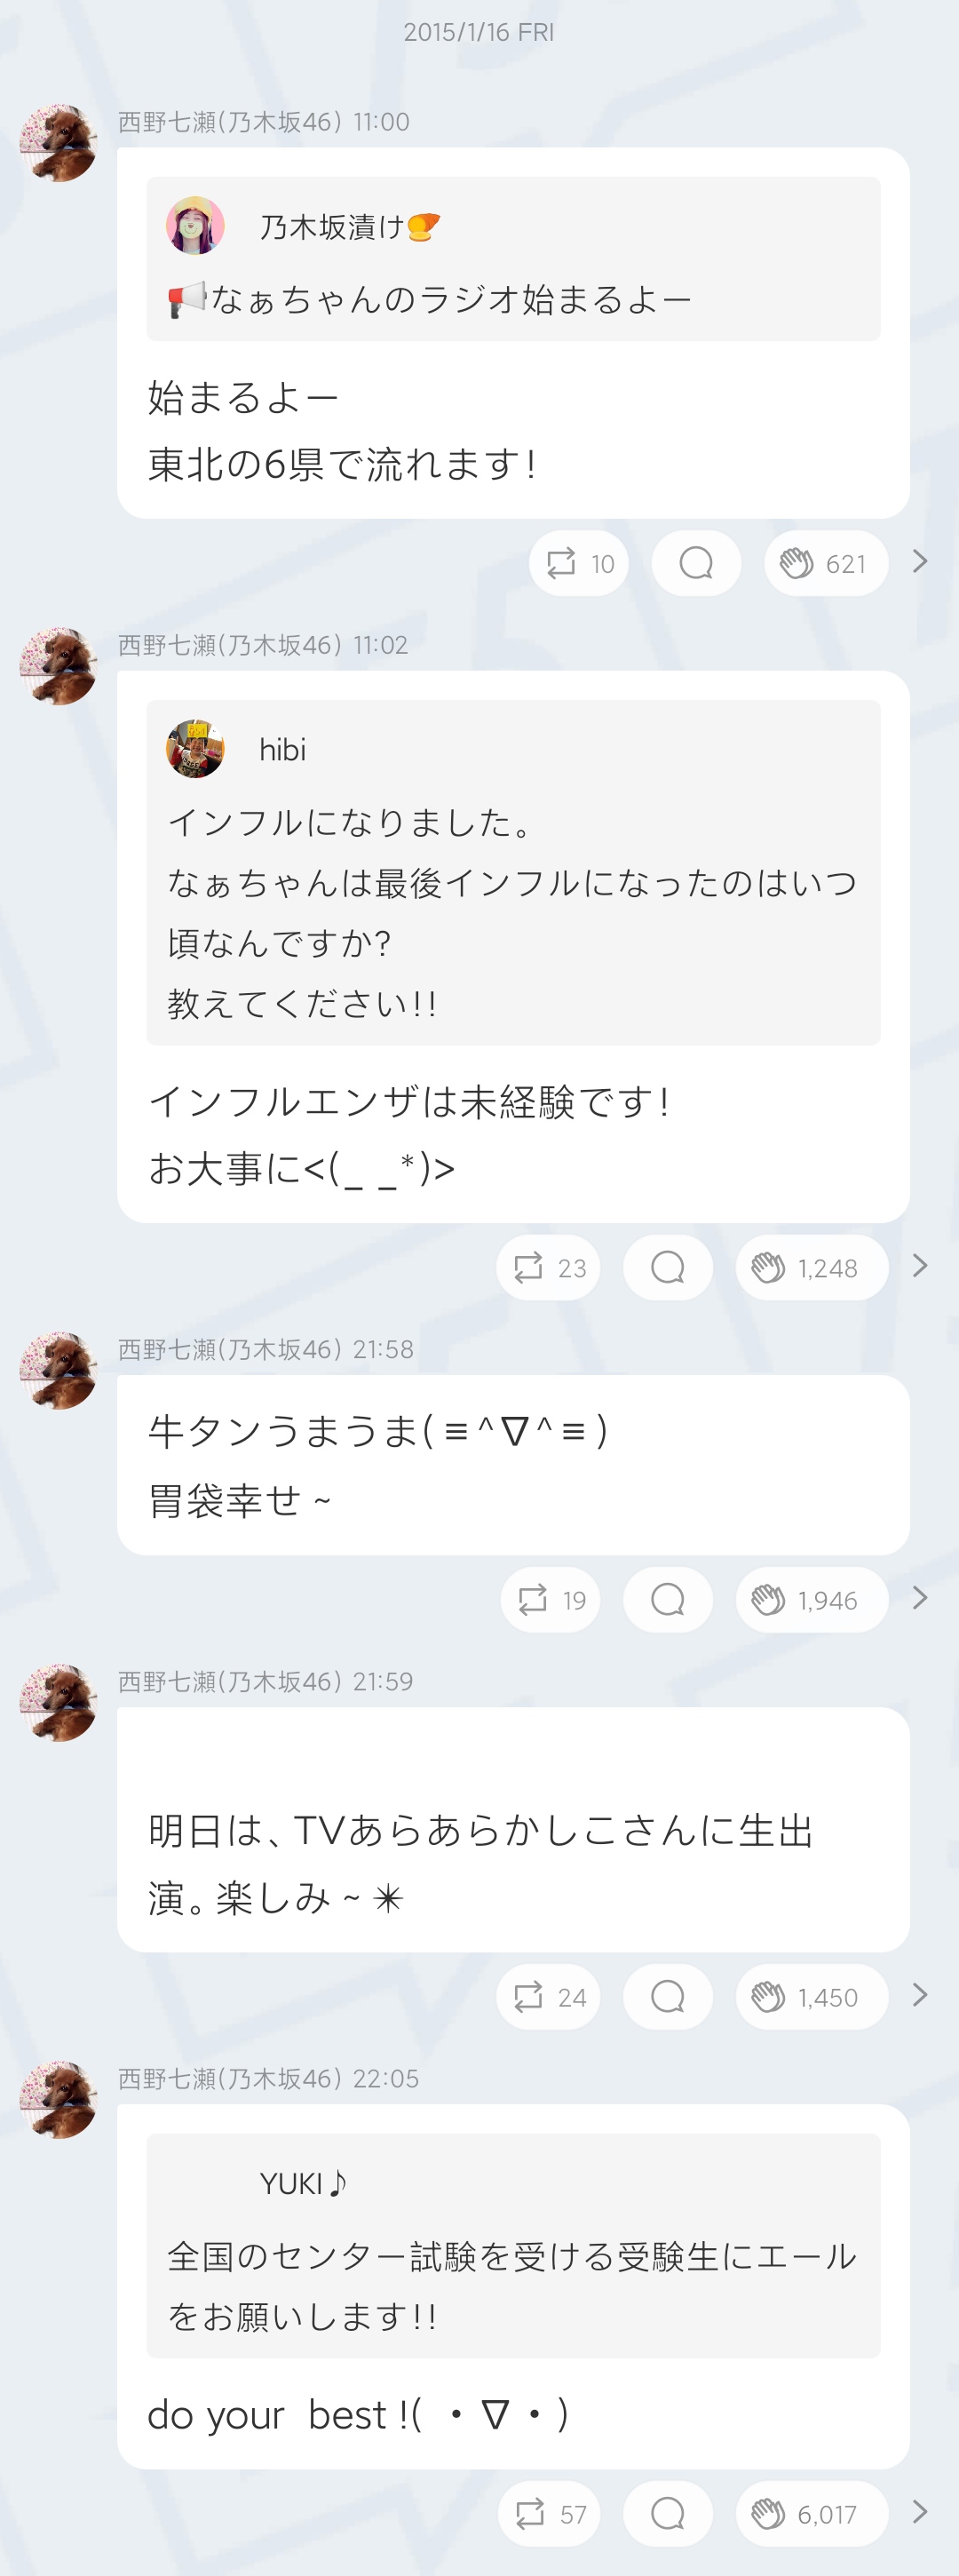 2015/1/16 FRI
西野七瀬(乃木坂46) 11:00
乃木坂漬け🍤
📢なぁちゃんのラジオ始まるよー
始まるよー
東北の6県で流れます!
10
621
西野七瀬(乃木坂46) 11:02
hibi
インフルになりました。
なぁちゃんは最後インフルになったのはいつ
頃なんですか?
教えてください!!
インフルエンザは未経験です!
お大事に<(_ _*)>
23
1,248
西野七瀬(乃木坂46) 21:58
牛タンうまうま(≡^∇^≡)
胃袋幸せ~
19
1,946
西野七瀬(乃木坂46) 21:59
明日は、TVあらあらかしこさんに生出
演。楽しみ~✴
24
1,450
西野七瀬(乃木坂46) 22:05
YUKI♪
全国のセンター試験を受ける受験生にエール
をお願いします!!
do your  best !( ・∇・)
57
6,017